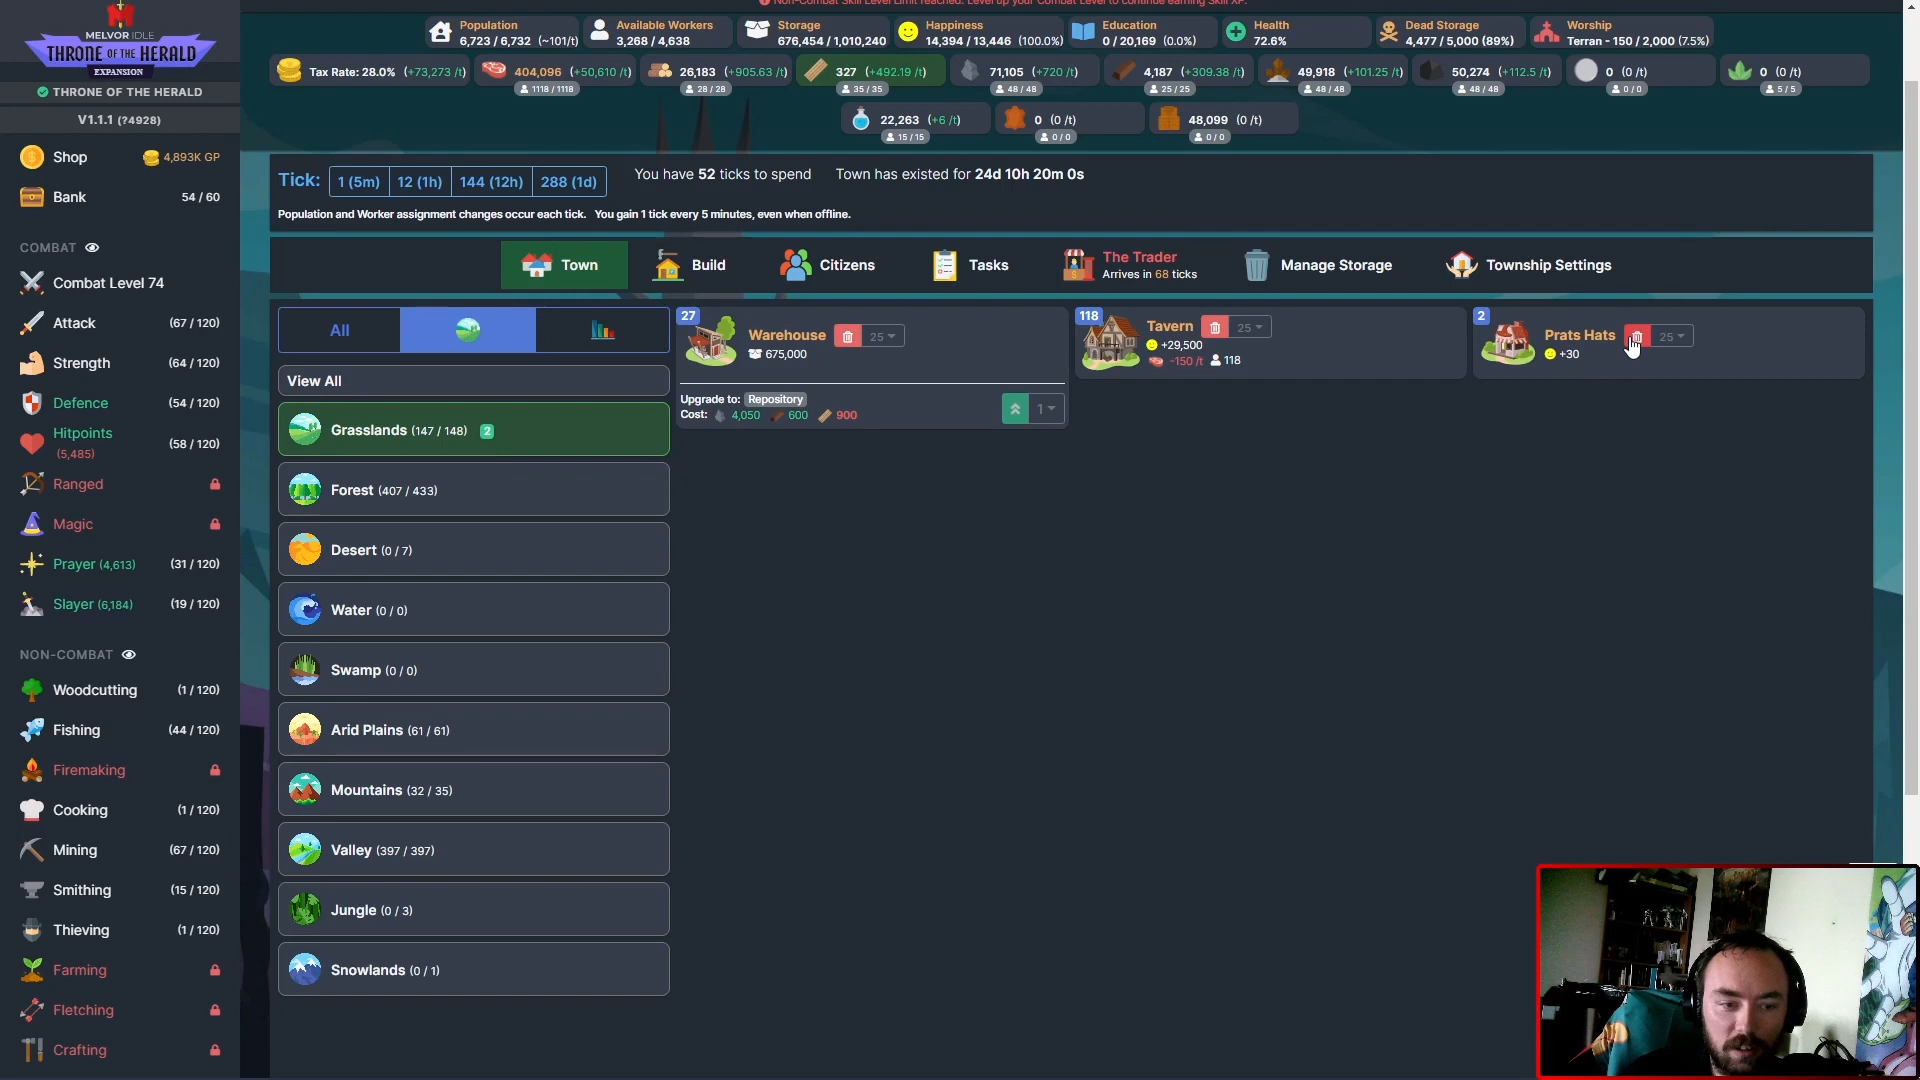 Non-Combat Skill Level Limit reached. Level up your Combat Level to continue earning Skill XP.
MELVOR IDLE
THRONE OF THE HERALD
EXPANSION
THRONE OF THE HERALD
V1.1.1 (?4928)
Shop 4,893K GP
Bank 54 / 60
COMBAT
Combat Level 74
Attack (67 / 120)
Strength (64 / 120)
Defence (54 / 120)
Hitpoints (58 / 120)
(5,485)
Ranged
Magic
Prayer (4,613) (31 / 120)
Slayer (6,184) (19 / 120)
NON-COMBAT
Woodcutting (1 / 120)
Fishing (44 / 120)
Firemaking
Cooking (1 / 120)
Mining (67 / 120)
Smithing (15 / 120)
Thieving (1 / 120)
Farming
Fletching
Crafting
Population Available Workers Storage Happiness Education Health Dead Storage Worship
6,723 / 6,732 (~101/t) 3,268 / 4,638 676,454 / 1,010,240 14,394 / 13,446 (100.0%) 0 / 20,169 (0.0%) 72.6% 4,477 / 5,000 (89%) Terran - 150 / 2,000 (7.5%)
Tax Rate: 28.0% (+73,273 /t) 404,096 (+50,610 /t) 26,183 (+905.63 /t) 327 (+492.19 /t) 71,105 (+720 /t) 4,187 (+309.38 /t) 49,918 (+101.25 /t) 50,274 (+112.5 /t) 0 (0 /t) 0 (0 /t)
1118 / 1118 28 / 28 35 / 35 48 / 48 25 / 25 48 / 48 48 / 48 0 / 0 5 / 5
22,263 (+6 /t) 0 (0 /t) 48,099 (0 /t)
15 / 15 0 / 0 0 / 0
Tick: 1 (5m) 12 (1h) 144 (12h) 288 (1d) You have 52 ticks to spend Town has existed for 24d 10h 20m 0s
Population and Worker assignment changes occur each tick. You gain 1 tick every 5 minutes, even when offline.
Town Build Citizens Tasks The Trader Manage Storage Township Settings
Arrives in 68 ticks
All
View All
Grasslands (147 / 148) 2
Forest (407 / 433)
Desert (0 / 7)
Water (0 / 0)
Swamp (0 / 0)
Arid Plains (61 / 61)
Mountains (32 / 35)
Valley (397 / 397)
Jungle (0 / 3)
Snowlands (0 / 1)
27
Warehouse 25
675,000
Upgrade to: Repository
Cost: 4,050 600 900 1
118
Tavern 25
+29,500
-150 /t 118
2
Prats Hats 25
+30